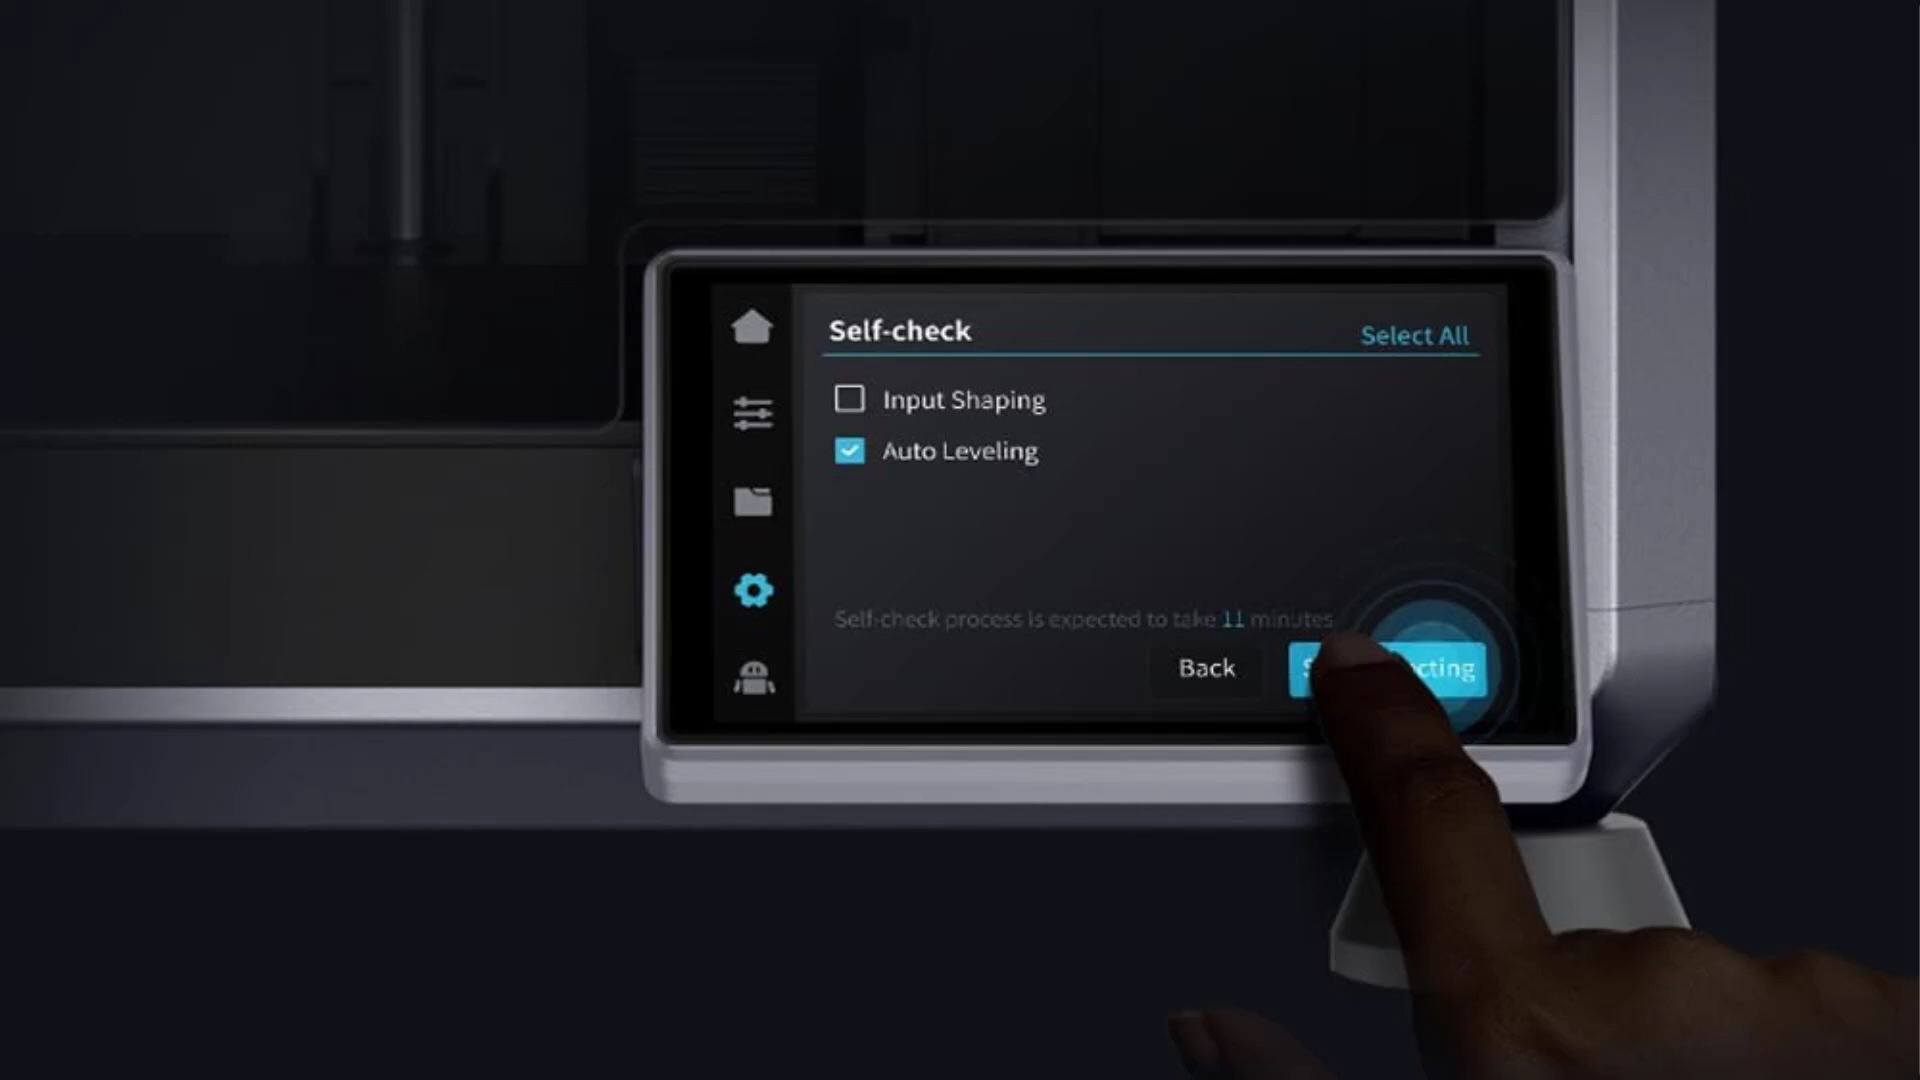 Self-check
Select All
Input Shaping
Auto Leveling
Self-check process is expected to take 11 minutes
Back